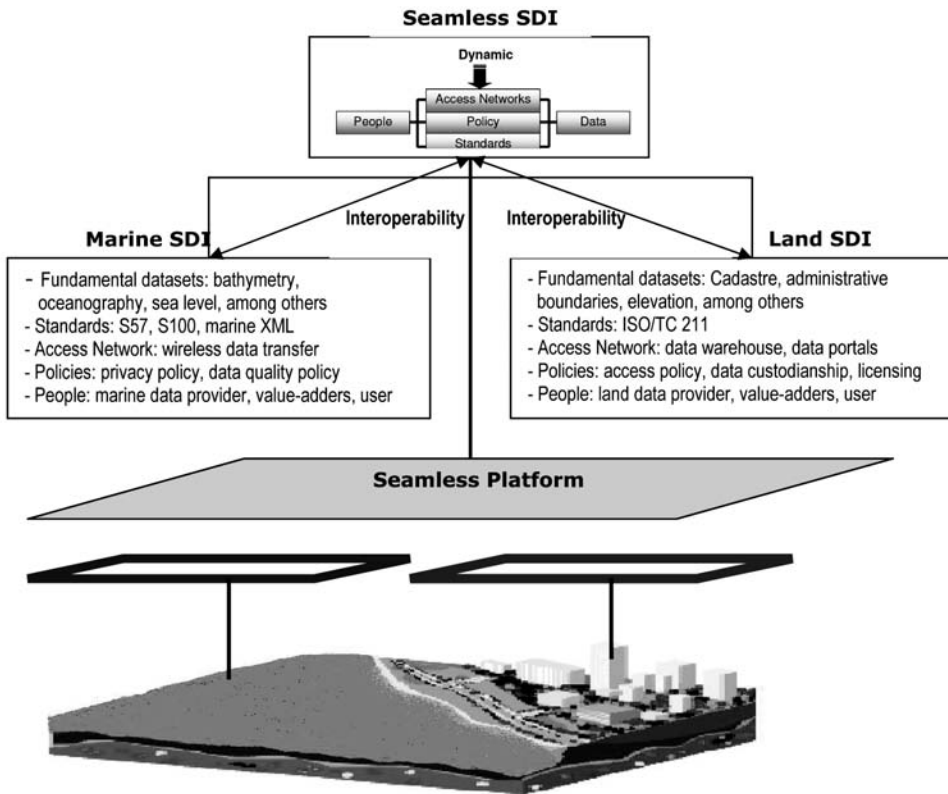 Seamless SDI
Dynamic
Access Networks
People
Policy
Data
Standards
Interoperability
Interoperability
Marine SDI
- Fundamental datasets: bathymetry,
oceanography, sea level, among others
- Standards: S57, S100, marine XML
- Access Network: wireless data transfer
- Policies: privacy policy, data quality policy
- People: marine data provider, value-adders, user
Land SDI
- Fundamental datasets: Cadastre, administrative
boundaries, elevation, among others
- Standards: ISO/TC 211
- Access Network: data warehouse, data portals
- Policies: access policy, data custodianship, licensing
- People: land data provider, value-adders, user
Seamless Platform